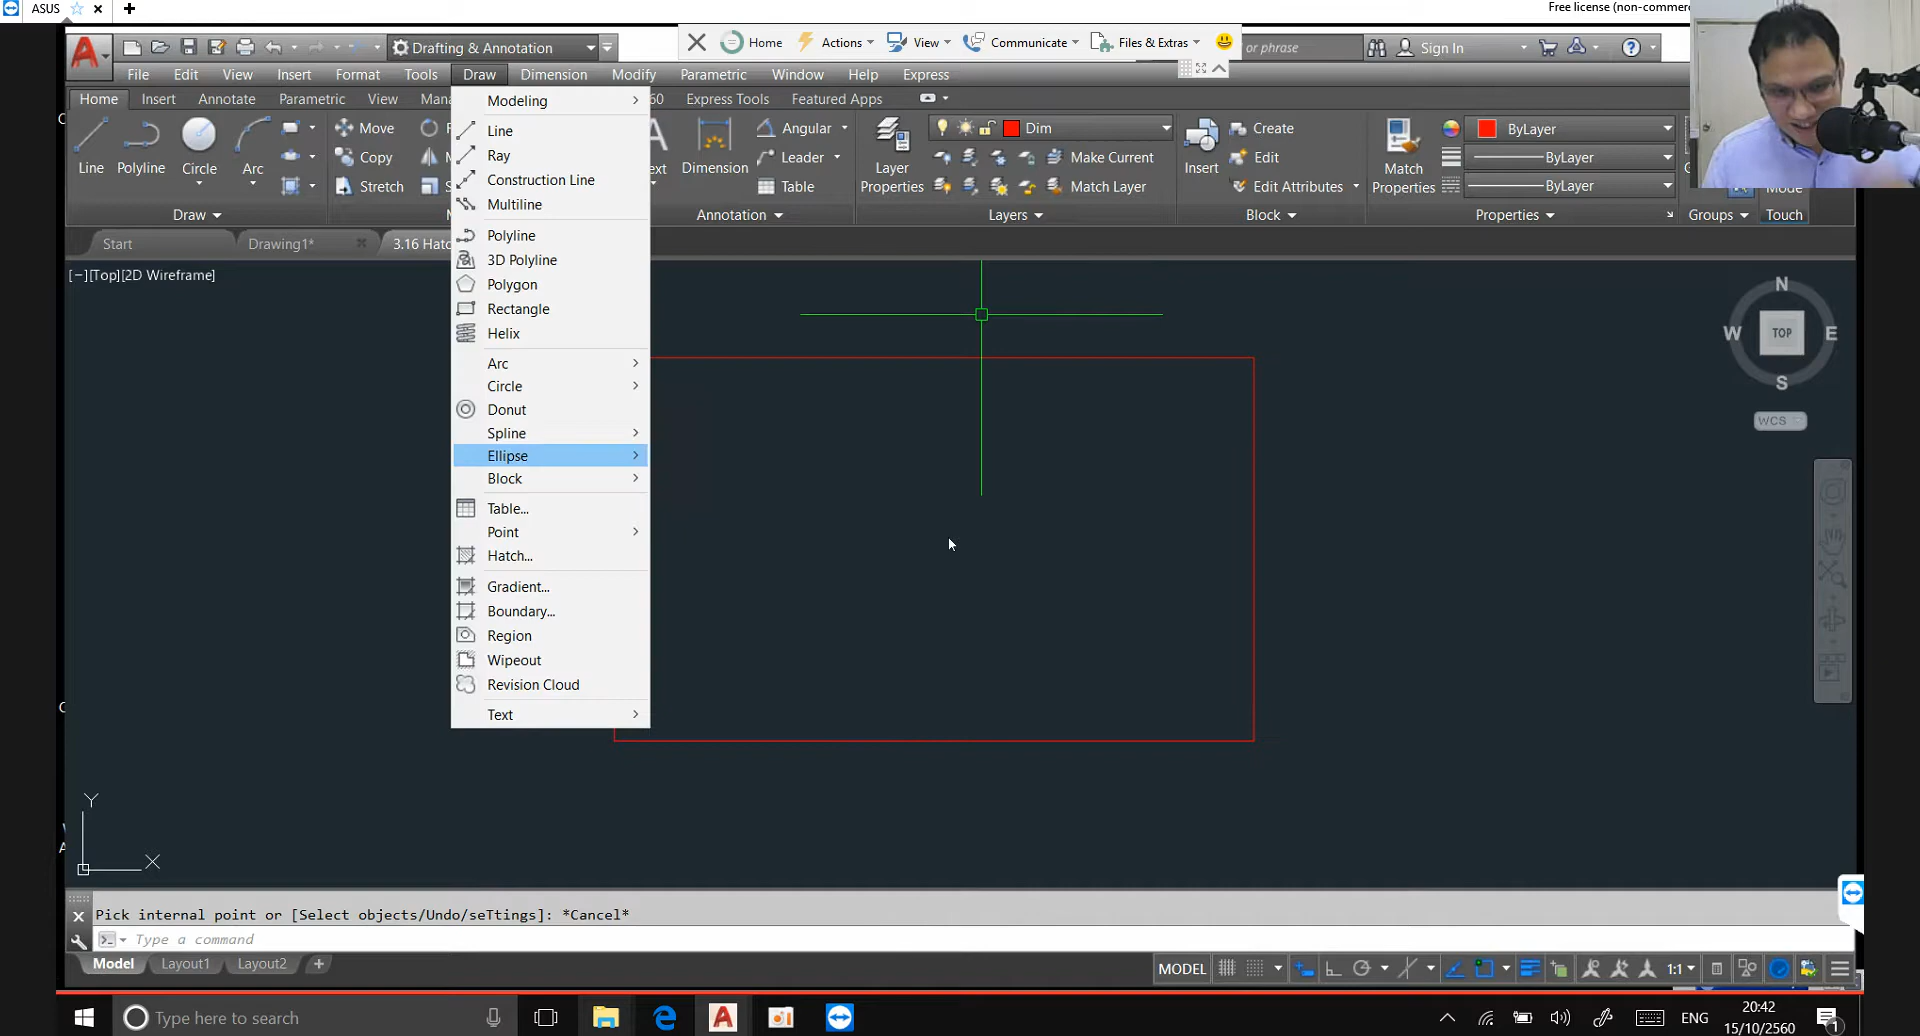 ASUS
Free license (non-commer
Drafting & Annotation
Home
Actions
View
Communicate
Files & Extras
or phrase
Sign In
File Edit View Insert Format Tools Draw Dimension Modify Parametric Window Help Express
Home Insert Annotate Parametric View Mana 60 Express Tools Featured Apps
Line
Polyline
Circle
Arc
Move
Copy
Stretch
Draw
ext
Dimension
Angular
Leader
Table
Annotation
Layer
Properties
Dim
Make Current
Match Layer
Layers
Insert
Create
Edit
Edit Attributes
Block
Match
Properties
ByLayer
ByLayer
ByLayer
Properties
Groups
Mode
Touch
Start
Drawing1*
3.16 Hatc
[−][Top][2D Wireframe]
Modeling
Line
Ray
Construction Line
Multiline
Polyline
3D Polyline
Polygon
Rectangle
Helix
Arc
Circle
Donut
Spline
Ellipse
Block
Table...
Point
Hatch...
Gradient...
Boundary...
Region
Wipeout
Revision Cloud
Text
N
W
TOP
E
S
WCS
Y
X
Pick internal point or [Select objects/Undo/seTtings]: *Cancel*
Type a command
Model
Layout1
Layout2
MODEL
1:1
Type here to search
ENG
20:42
15/10/2560
1